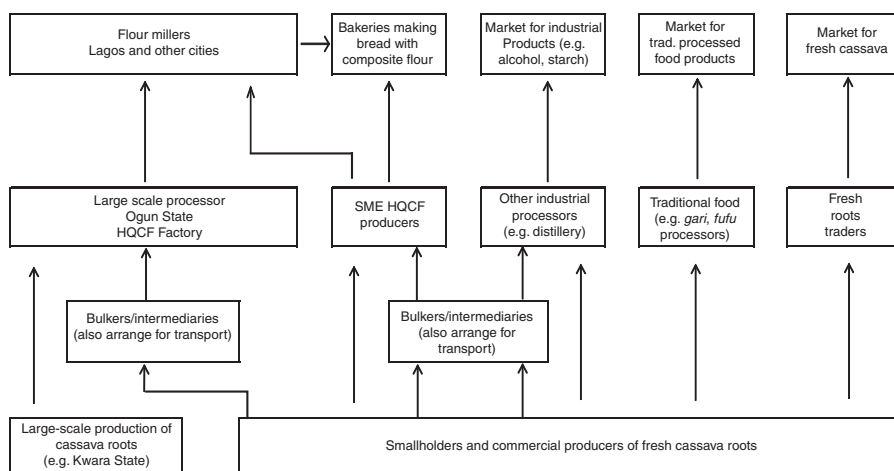 Flour millers
Lagos and other cities
Bakeries making
bread with
composite flour
Market for industrial
Products (e.g.
alcohol, starch)
Market for
trad. processed
food products
Market for
fresh cassava
Large scale processor
Ogun State
HQCF Factory
SME HQCF
producers
Other industrial
processors
(e.g. distillery)
Traditional food
(e.g. gari, fufu
processors)
Fresh
roots
traders
Bulkers/intermediaries
(also arrange for transport)
Bulkers/intermediaries
(also arrange for
transport)
Large-scale production of
cassava roots
(e.g. Kwara State)
Smallholders and commercial producers of fresh cassava roots